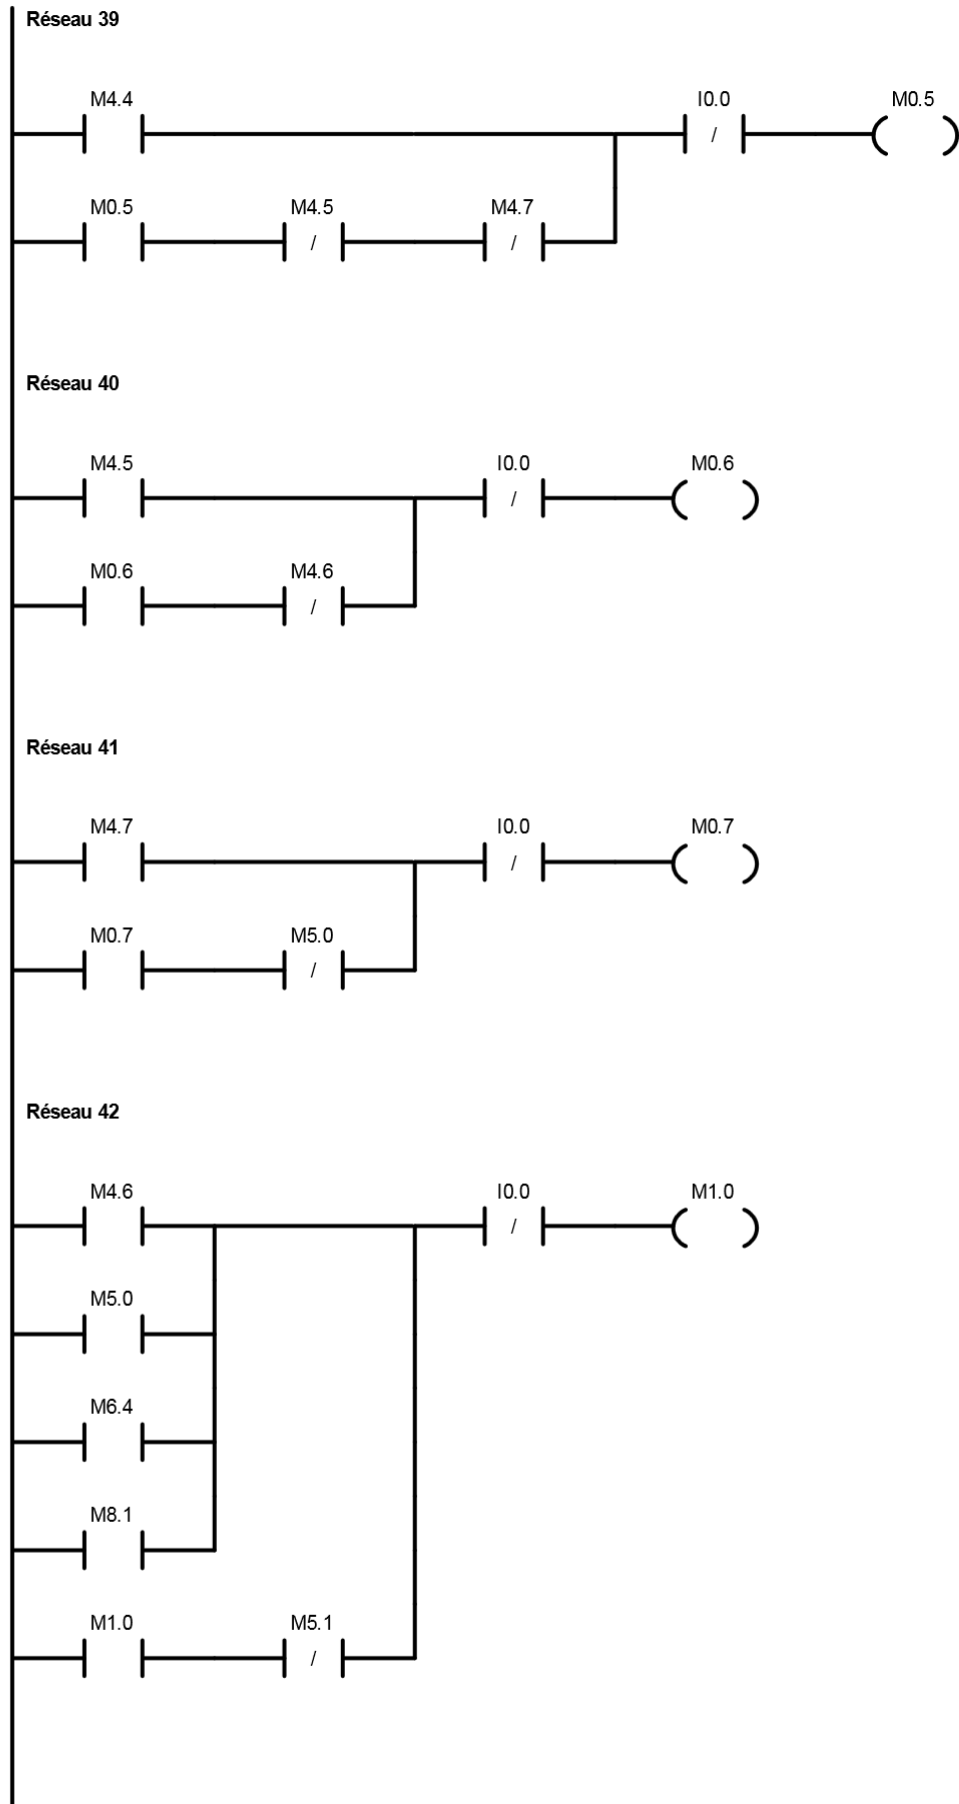 Réseau 39
M4.4 I0.0 M0.5
/
M0.5 M4.5 M4.7
/ /
Réseau 40
M4.5 I0.0 M0.6
/
M0.6 M4.6
/
Réseau 41
M4.7 I0.0 M0.7
/
M0.7 M5.0
/
Réseau 42
M4.6 I0.0 M1.0
/
M5.0
M6.4
M8.1
M1.0 M5.1
/